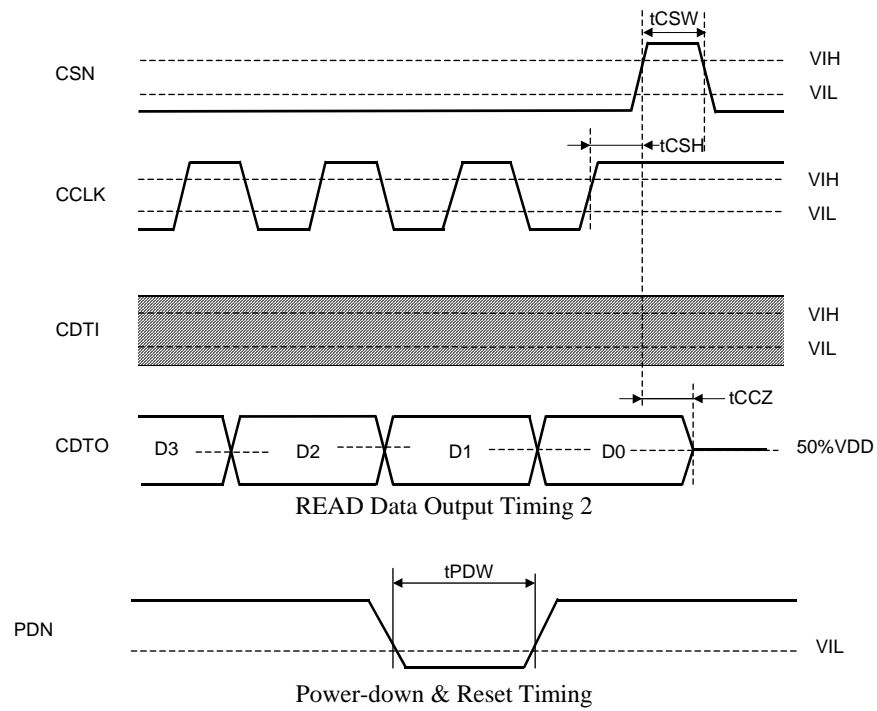 tCSW
CSN
VIH
VIL
tCSH
CCLK
VIH
VIL
CDTI
VIH
VIL
tCCZ
CDTO
D3
D2
D1
D0
50%VDD
READ Data Output Timing 2
tPDW
PDN
VIL
Power-down & Reset Timing